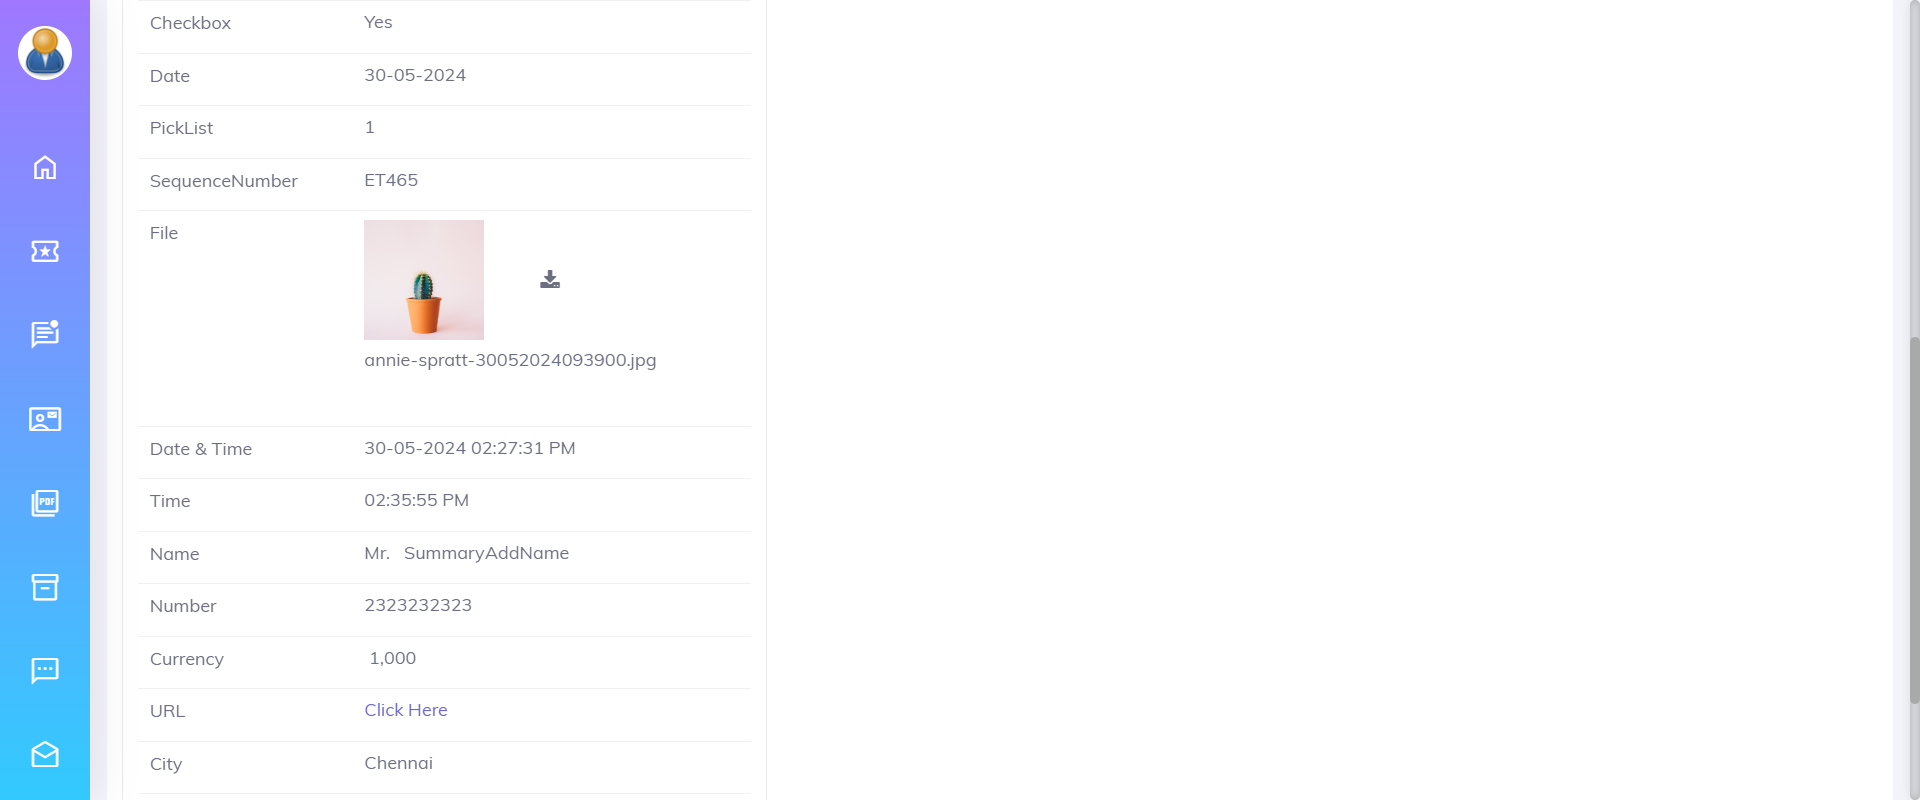 Checkbox Yes
Date 30-05-2024
PickList 1
SequenceNumber ET465
File
annie-spratt-30052024093900.jpg
Date & Time 30-05-2024 02:27:31 PM
Time 02:35:55 PM
Name Mr. SummaryAddName
Number 2323232323
Currency 1,000
URL Click Here
City Chennai
PDF